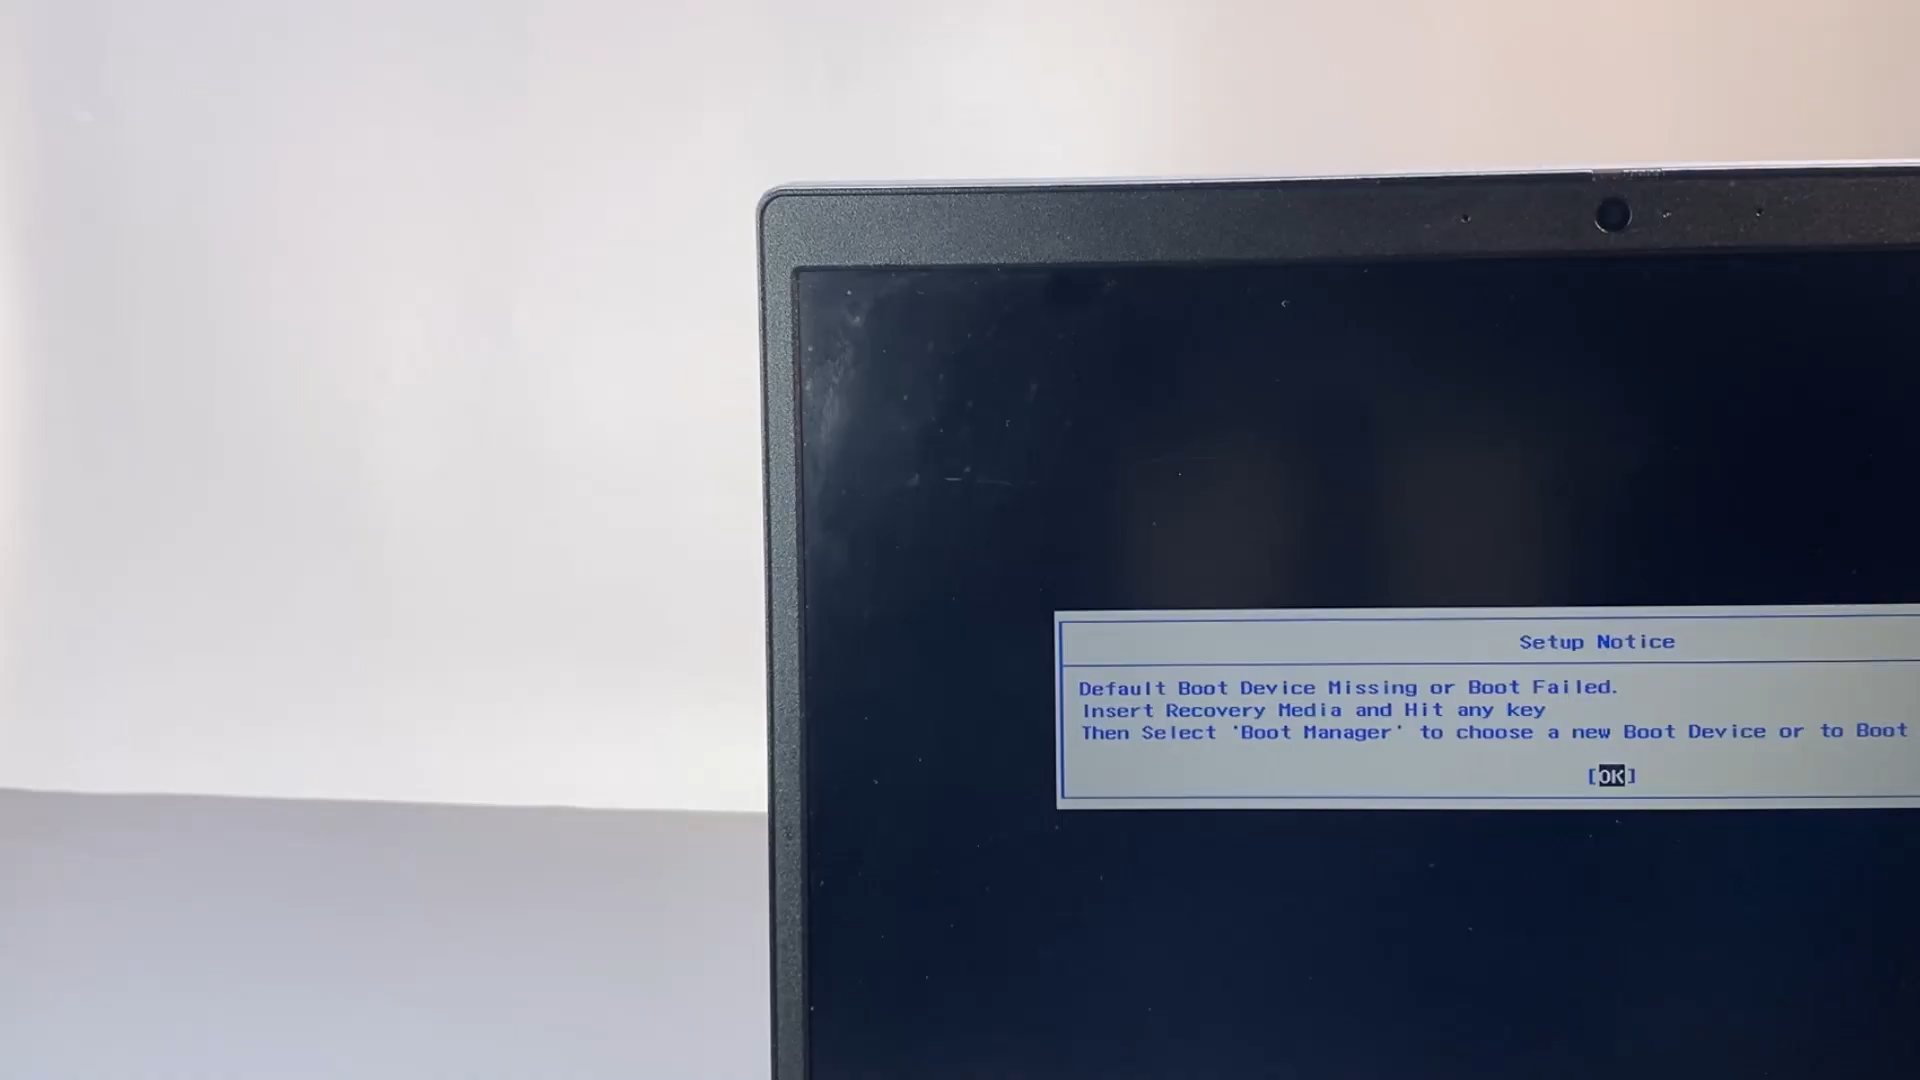 Setup Notice
Default Boot Device Missing or Boot Failed.
Insert Recovery Media and Hit any key
Then Select 'Boot Manager' to choose a new Boot Device or to Boot
[OK]